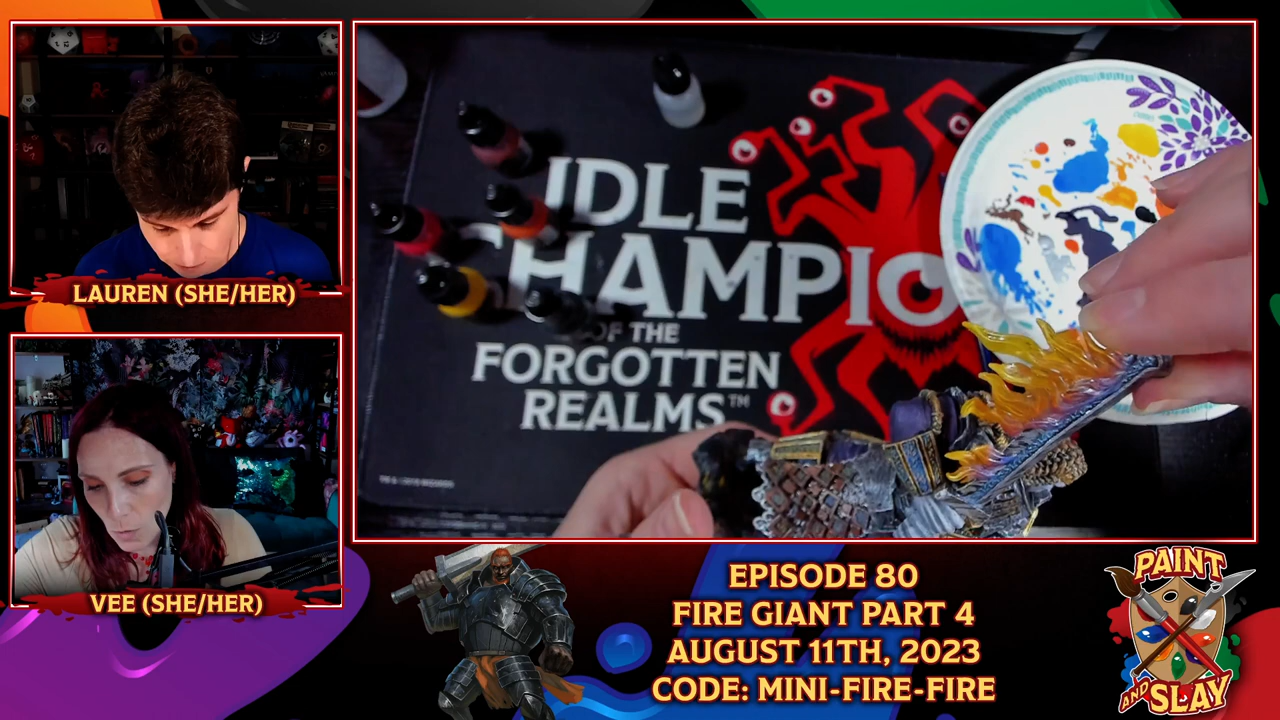 LAUREN (SHE/HER)
VEE (SHE/HER)
IDLE
CHAMPIO
OF THE
FORGOTTEN
REALMS™
EPISODE 80
FIRE GIANT PART 4
AUGUST 11TH, 2023
CODE: MINI-FIRE-FIRE
PAINT
AND SLAY